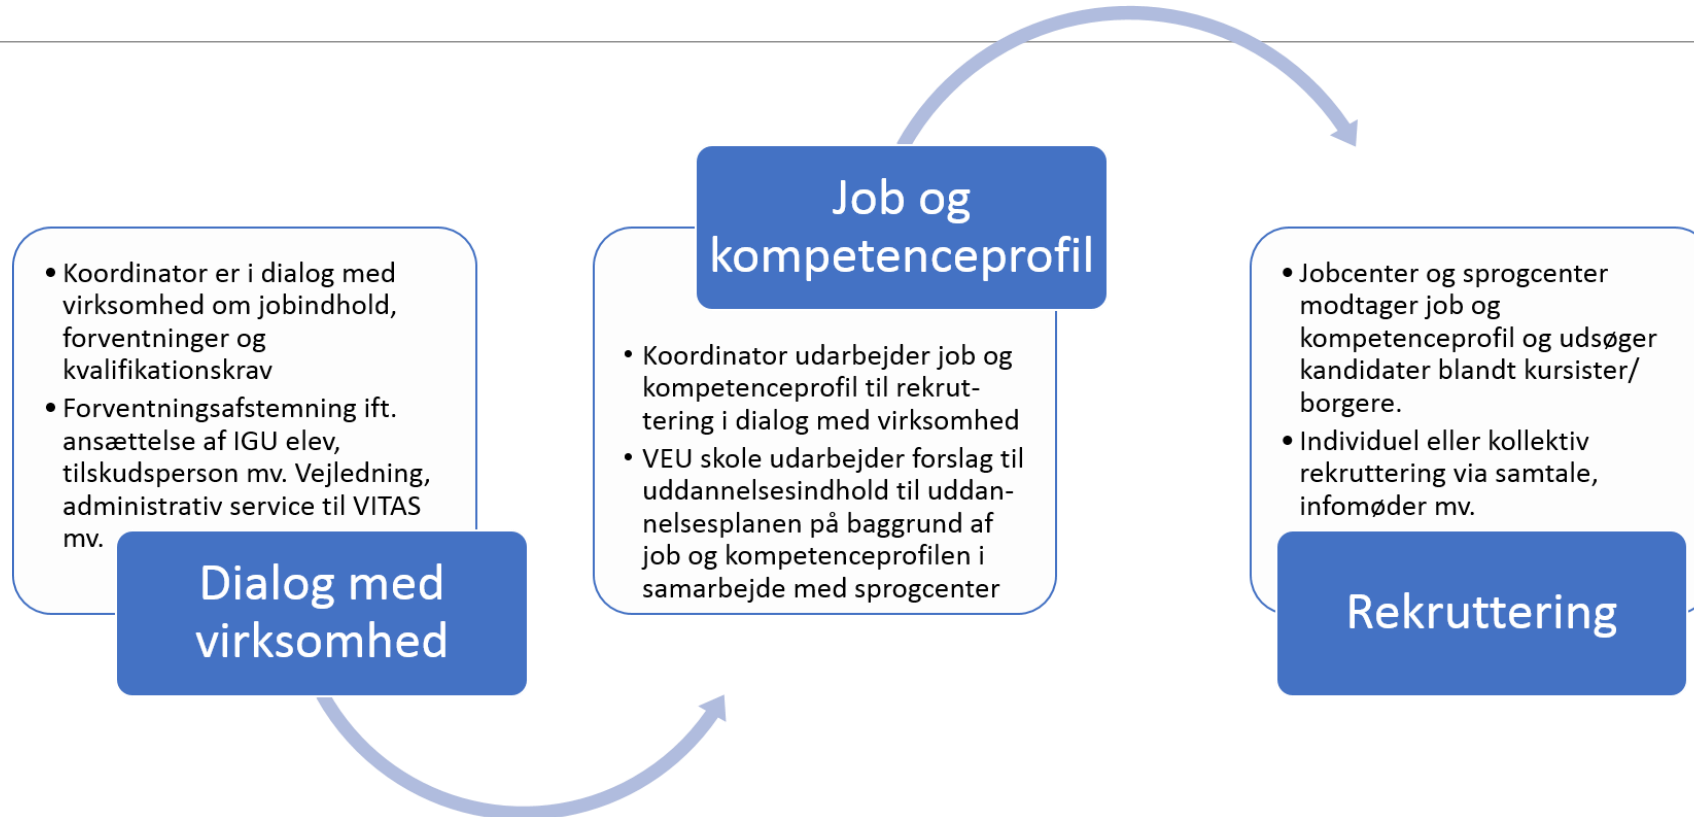 • Koordinator er i dialog med
virksomhed om jobindhold,
forventninger og
kvalifikationskrav
• Forventningsafstemning ift.
ansættelse af IGU elev,
tilskudsperson mv. Vejledning,
administrativ service til VITAS
mv.
Dialog med
virksomhed
Job og
kompetenceprofil
• Koordinator udarbejder job og
kompetenceprofil til rekrut-
tering i dialog med virksomhed
• VEU skole udarbejder forslag til
uddannelsesindhold til uddan-
nelsesplanen på baggrund af
job og kompetenceprofilen i
samarbejde med sprogcenter
• Jobcenter og sprogcenter
modtager job og
kompetenceprofil og udsøger
kandidater blandt kursister/
borgere.
• Individuel eller kollektiv
rekruttering via samtale,
infomøder mv.
Rekruttering